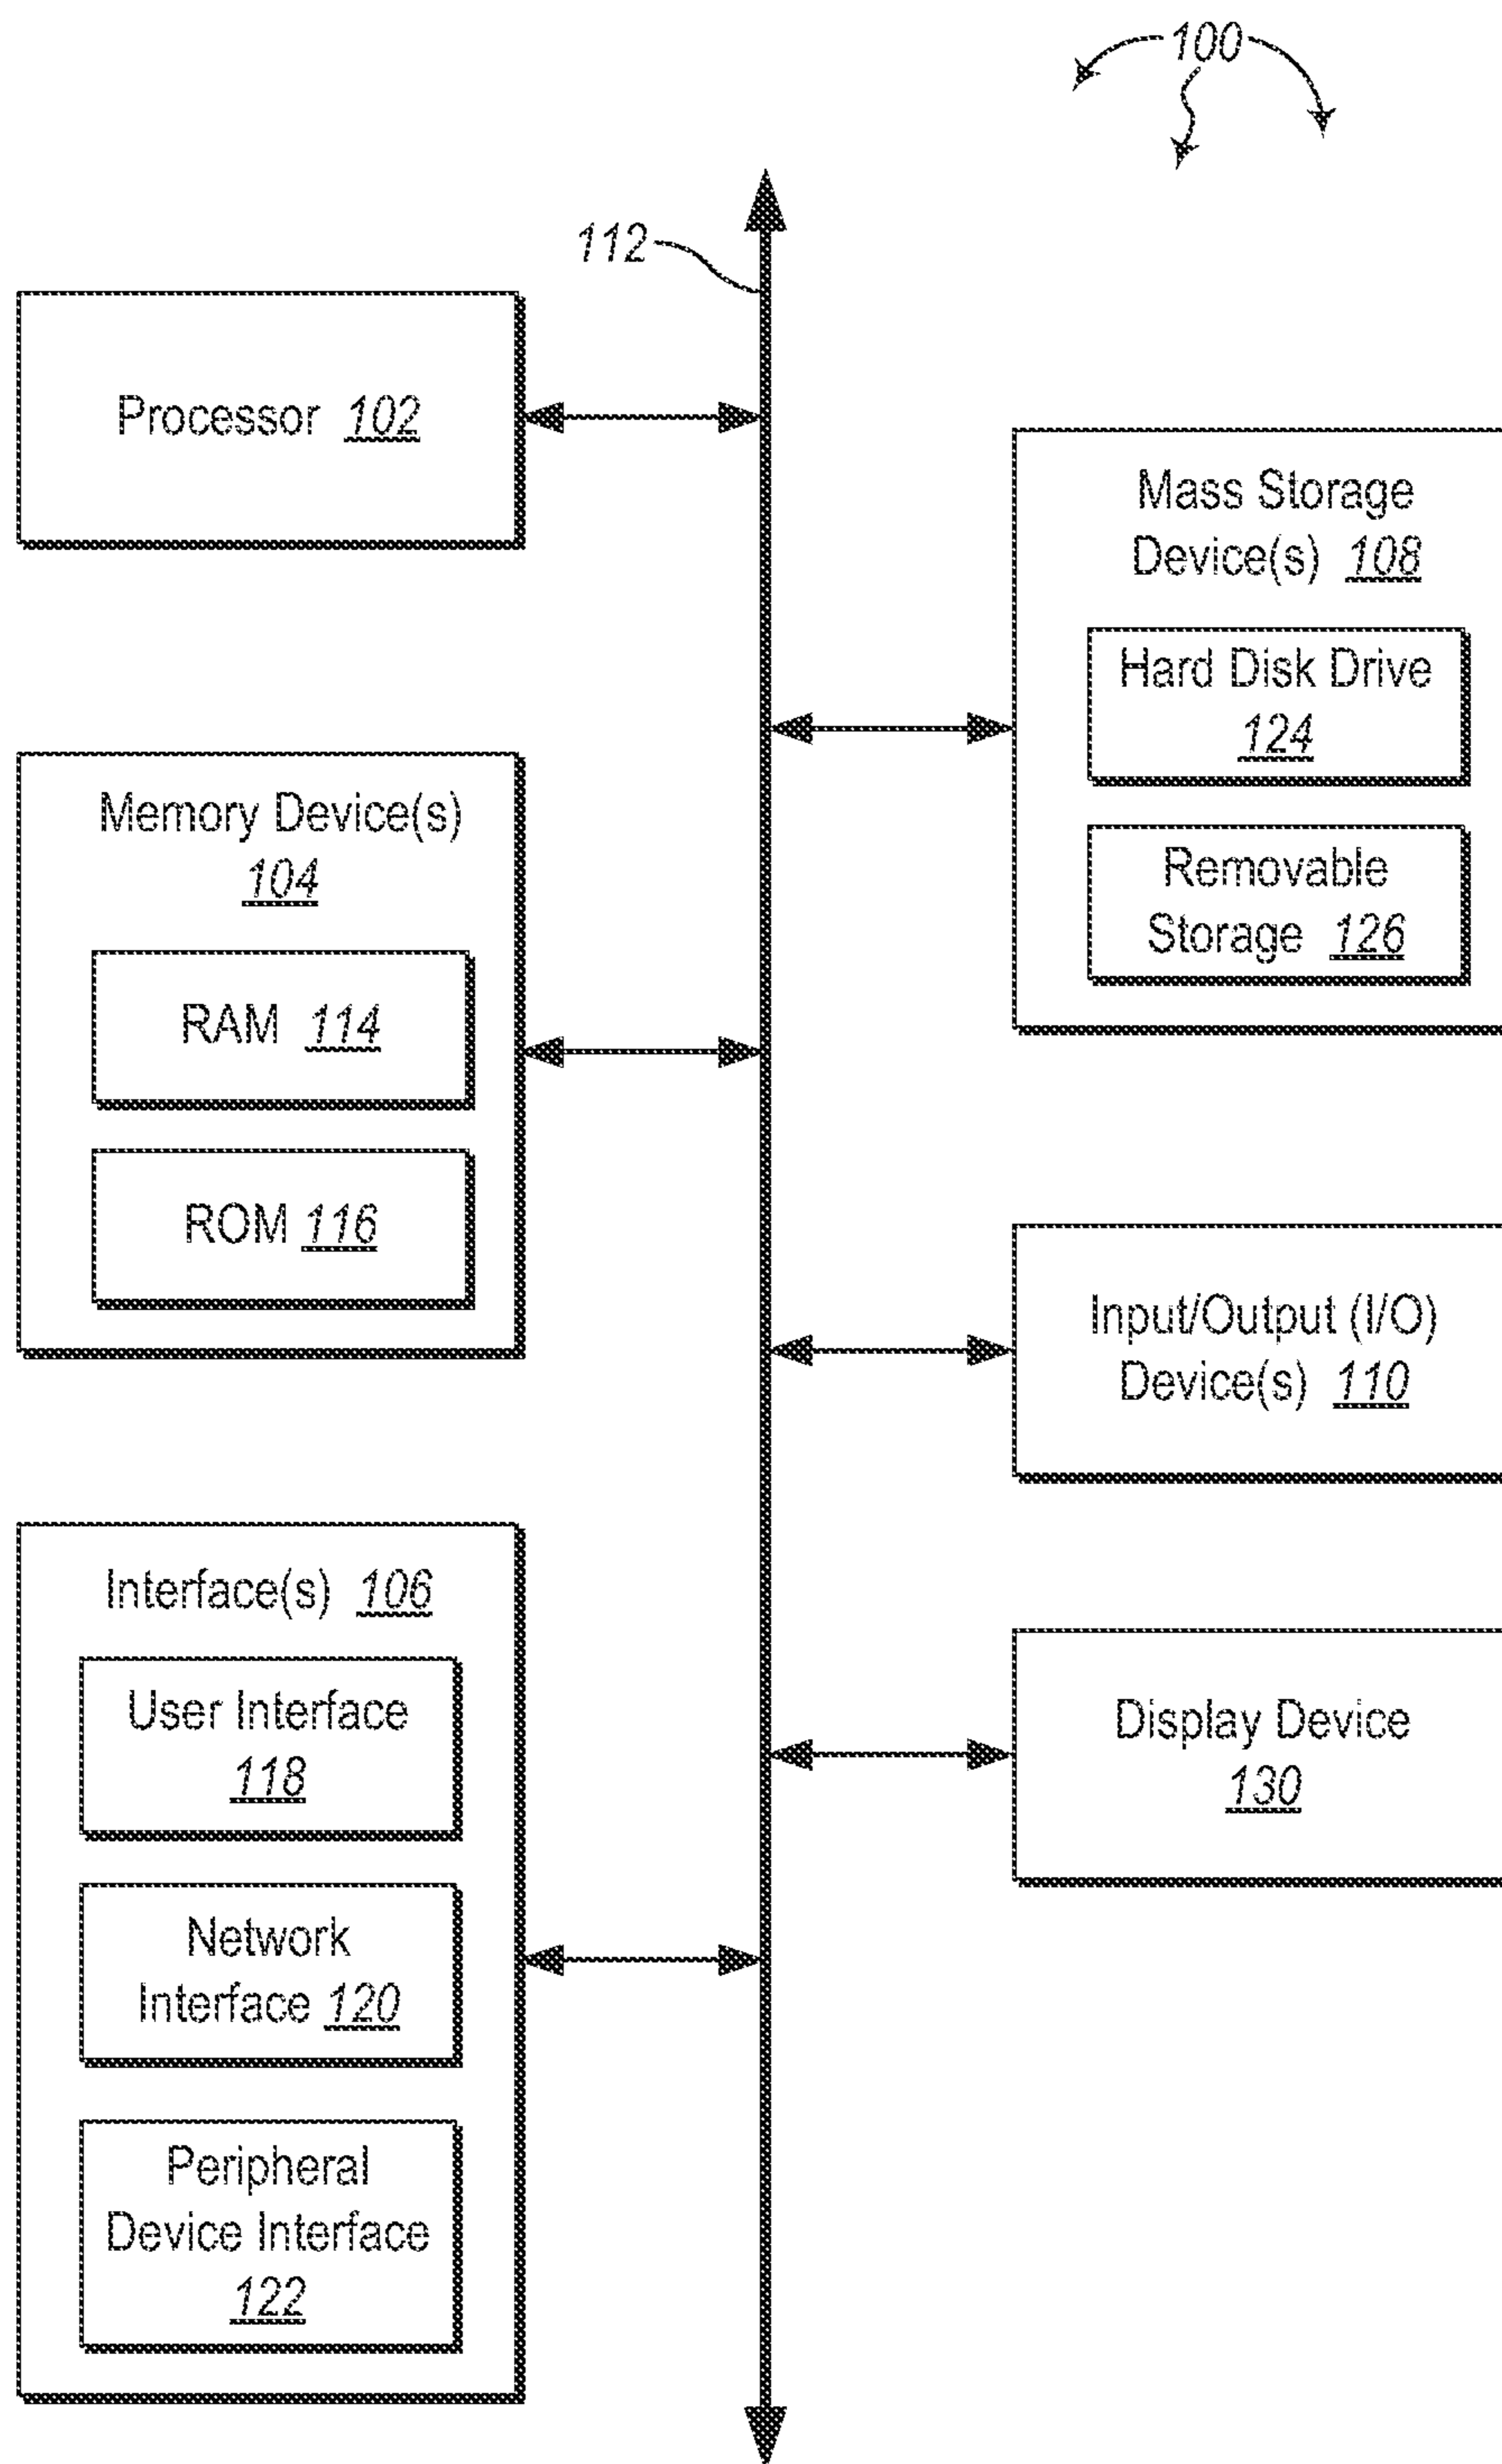 100
112
Processor 102
Mass Storage
Device(s) 108
Hard Disk Drive
124
Removable
Storage 126
Memory Device(s)
104
RAM 114
ROM 116
Input/Output (I/O)
Device(s) 110
Interface(s) 106
User Interface
118
Network
Interface 120
Peripheral
Device Interface
122
Display Device
130